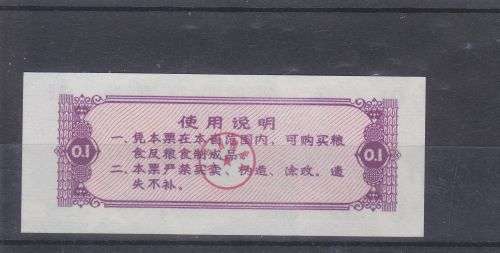 使用说明
一、凭本票在本省范围内，可购买粮
食及粮食制成品。
二、本票严禁买卖、伪造、涂改。遗
失不补。
0.1
0.1